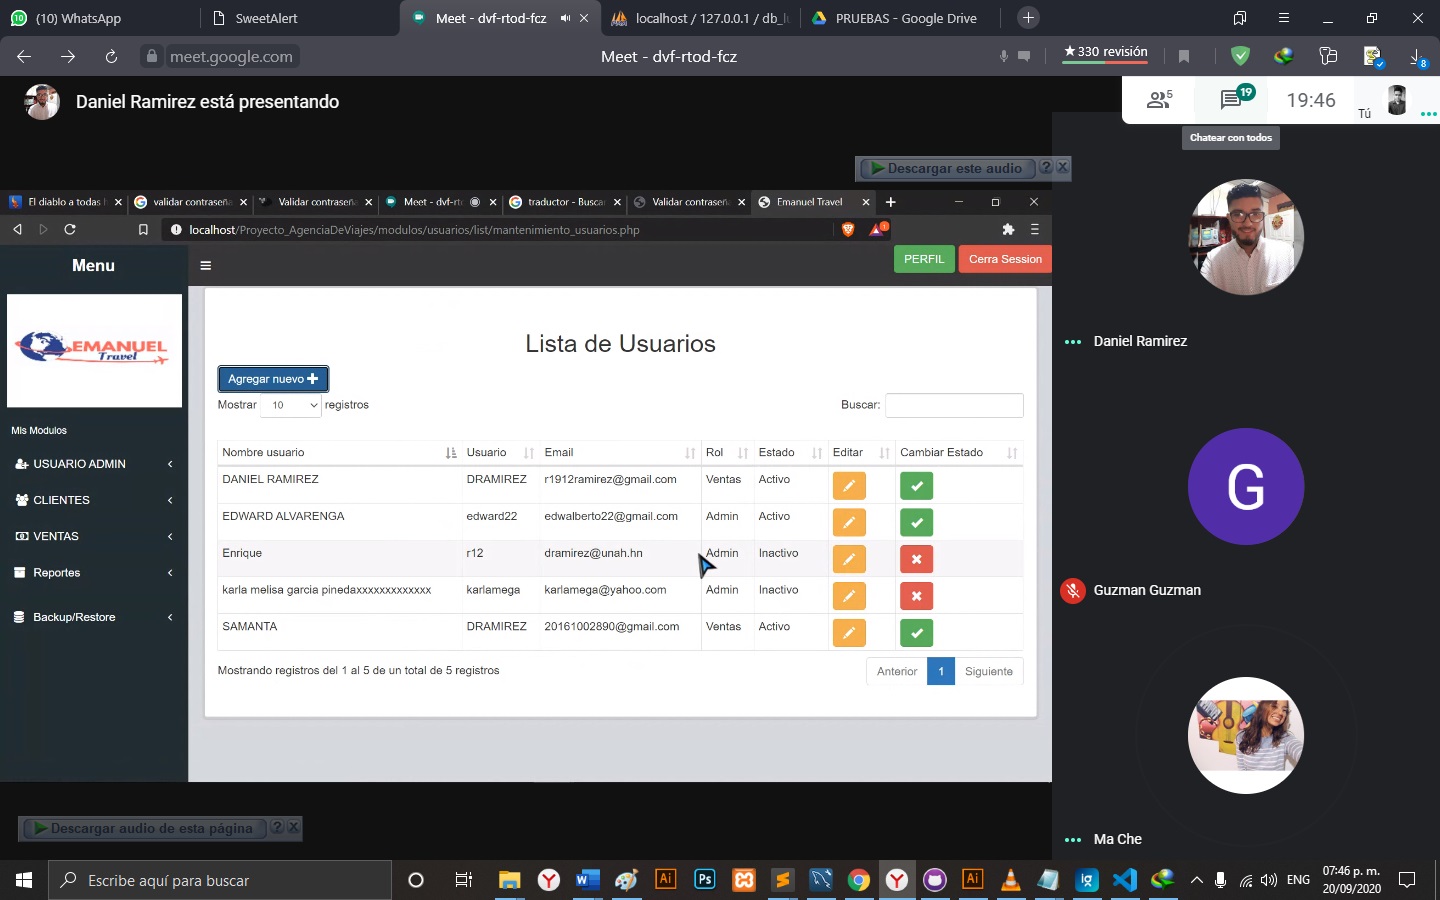 (10) WhatsApp
SweetAlert
Meet - dvf-rtod-fcz
localhost / 127.0.0.1 / db_lu
PRUEBAS - Google Drive
meet.google.com
Meet - dvf-rtod-fcz
★330 revisión
8
Daniel Ramirez está presentando
5
19
19:46
Tú
Chatear con todos
Descargar este audio
El diablo a todas h
validar contraseña
Validar contraseña
Meet - dvf-rt
traductor - Buscar
Validar contraseña
Emanuel Travel
localhost/Proyecto_AgenciaDeViajes/modulos/usuarios/list/mantenimiento_usuarios.php
Menu
PERFIL
Cerra Session
EMANUEL
Travel
Lista de Usuarios
Agregar nuevo
Mostrar 10 registros
Buscar:
Mis Modulos
USUARIO ADMIN
CLIENTES
VENTAS
Reportes
Backup/Restore
Nombre usuario Usuario Email Rol Estado Editar Cambiar Estado
DANIEL RAMIREZ DRAMIREZ r1912ramirez@gmail.com Ventas Activo
EDWARD ALVARENGA edward22 edwalberto22@gmail.com Admin Activo
Enrique r12 dramirez@unah.hn Admin Inactivo
karla melisa garcia pinedaxxxxxxxxxxxxx karlamega karlamega@yahoo.com Admin Inactivo
SAMANTA DRAMIREZ 20161002890@gmail.com Ventas Activo
Mostrando registros del 1 al 5 de un total de 5 registros
Anterior 1 Siguiente
Daniel Ramirez
G
Guzman Guzman
Ma Che
Descargar audio de esta página
Escribe aquí para buscar
ENG
07:46 p. m.
20/09/2020